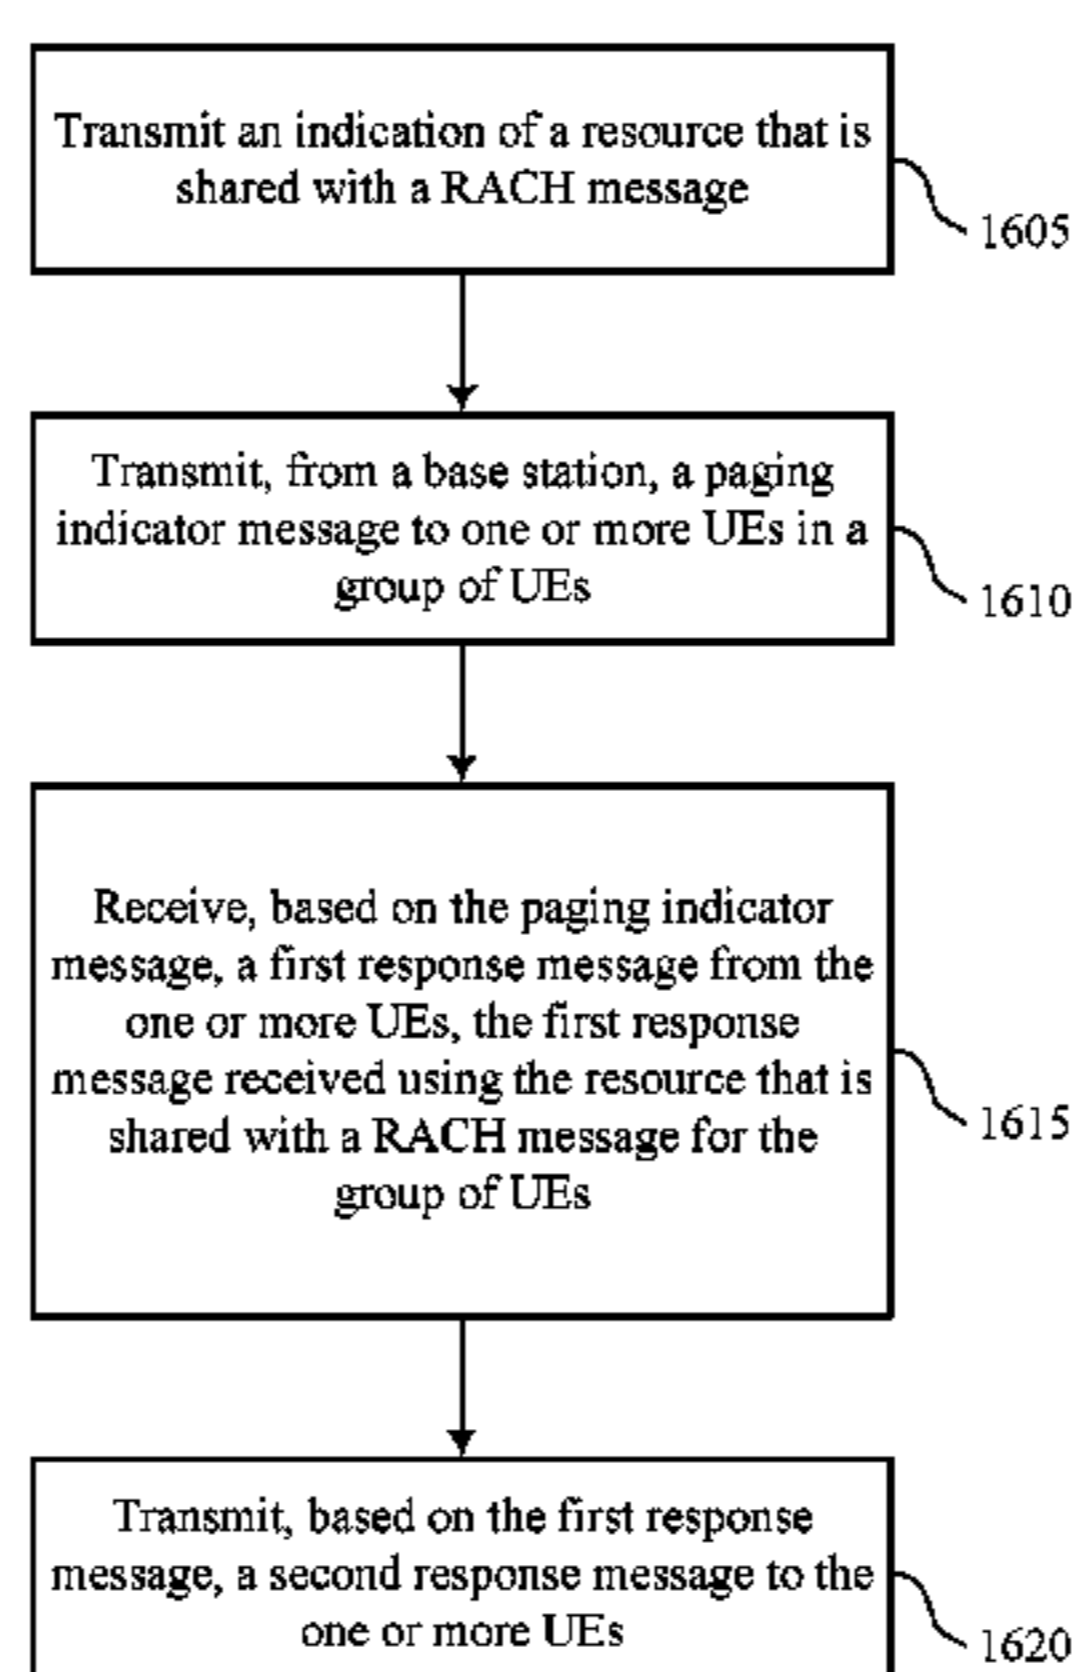 Transmit an indication of a resource that is
shared with a RACH message
1605
Transmit, from a base station, a paging
indicator message to one or more UEs in a
group of UEs
1610
Receive, based on the paging indicator
message, a first response message from the
one or more UEs, the first response
message received using the resource that is
shared with a RACH message for the
group of UEs
1615
Transmit, based on the first response
message, a second response message to the
one or more UEs
1620